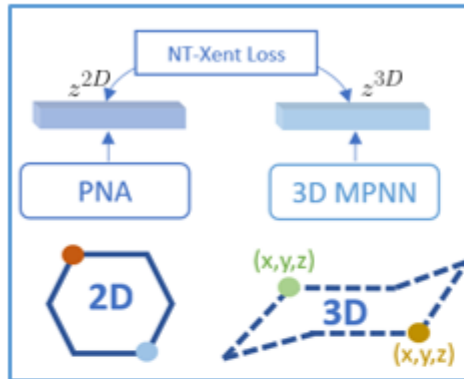 NT-Xent Loss
z^{2D} z^{3D}
PNA 3D MPNN
(x,y,z)
2D 3D
(x,y,z)